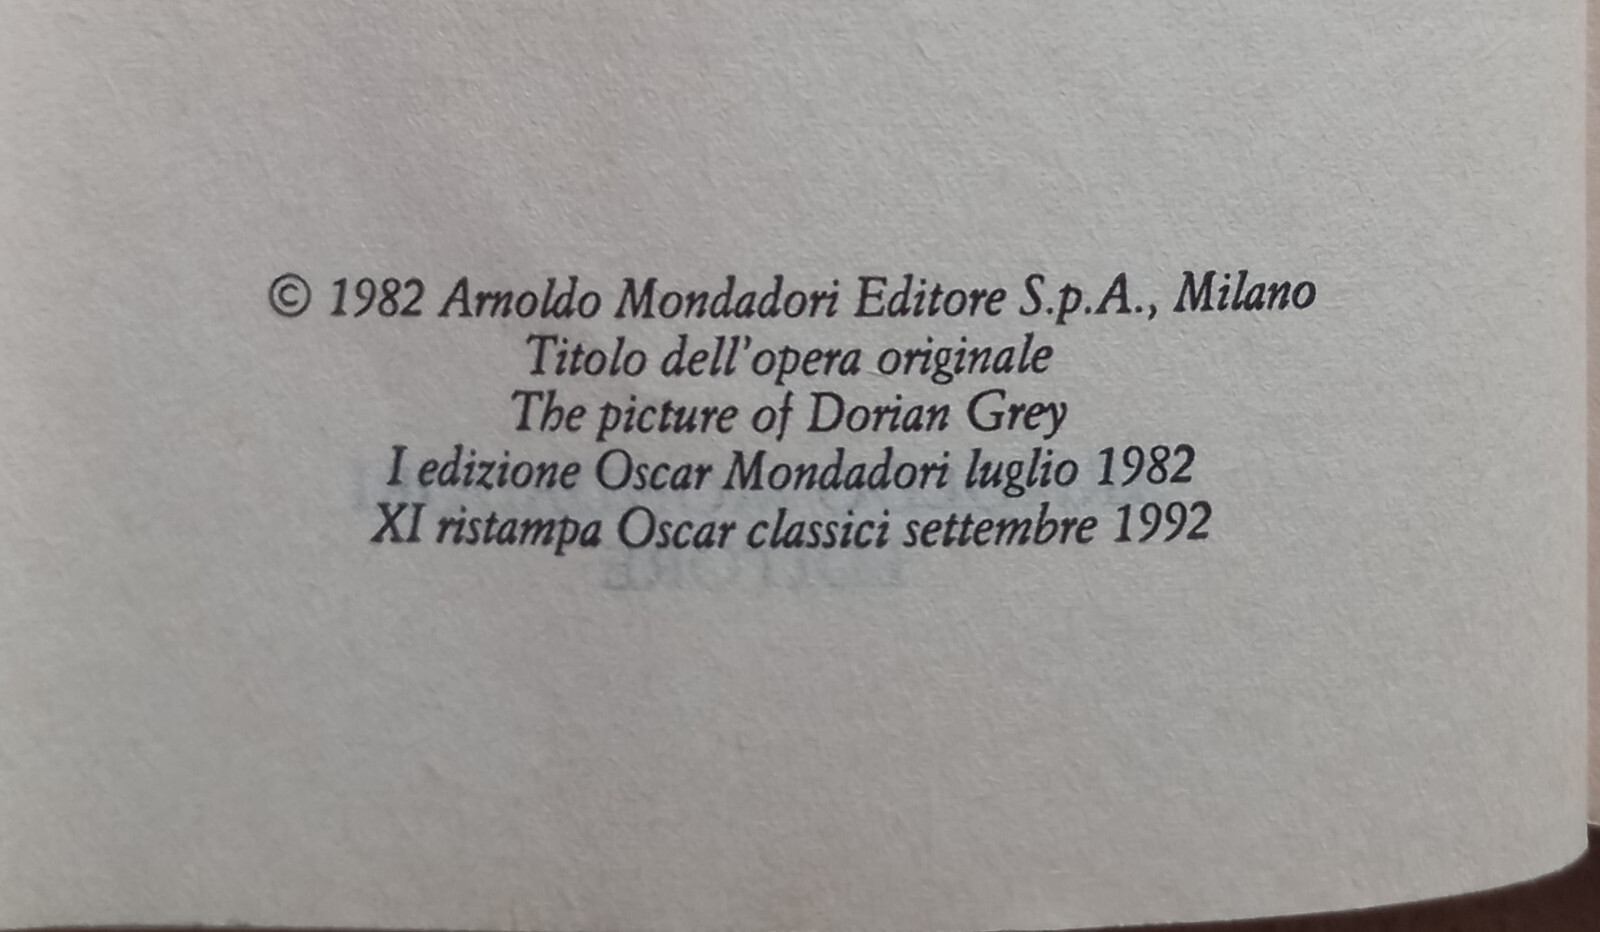 © 1982 Arnoldo Mondadori Editore S.p.A., Milano
Titolo dell'opera originale
The picture of Dorian Grey
I edizione Oscar Mondadori luglio 1982
XI ristampa Oscar classici settembre 1992